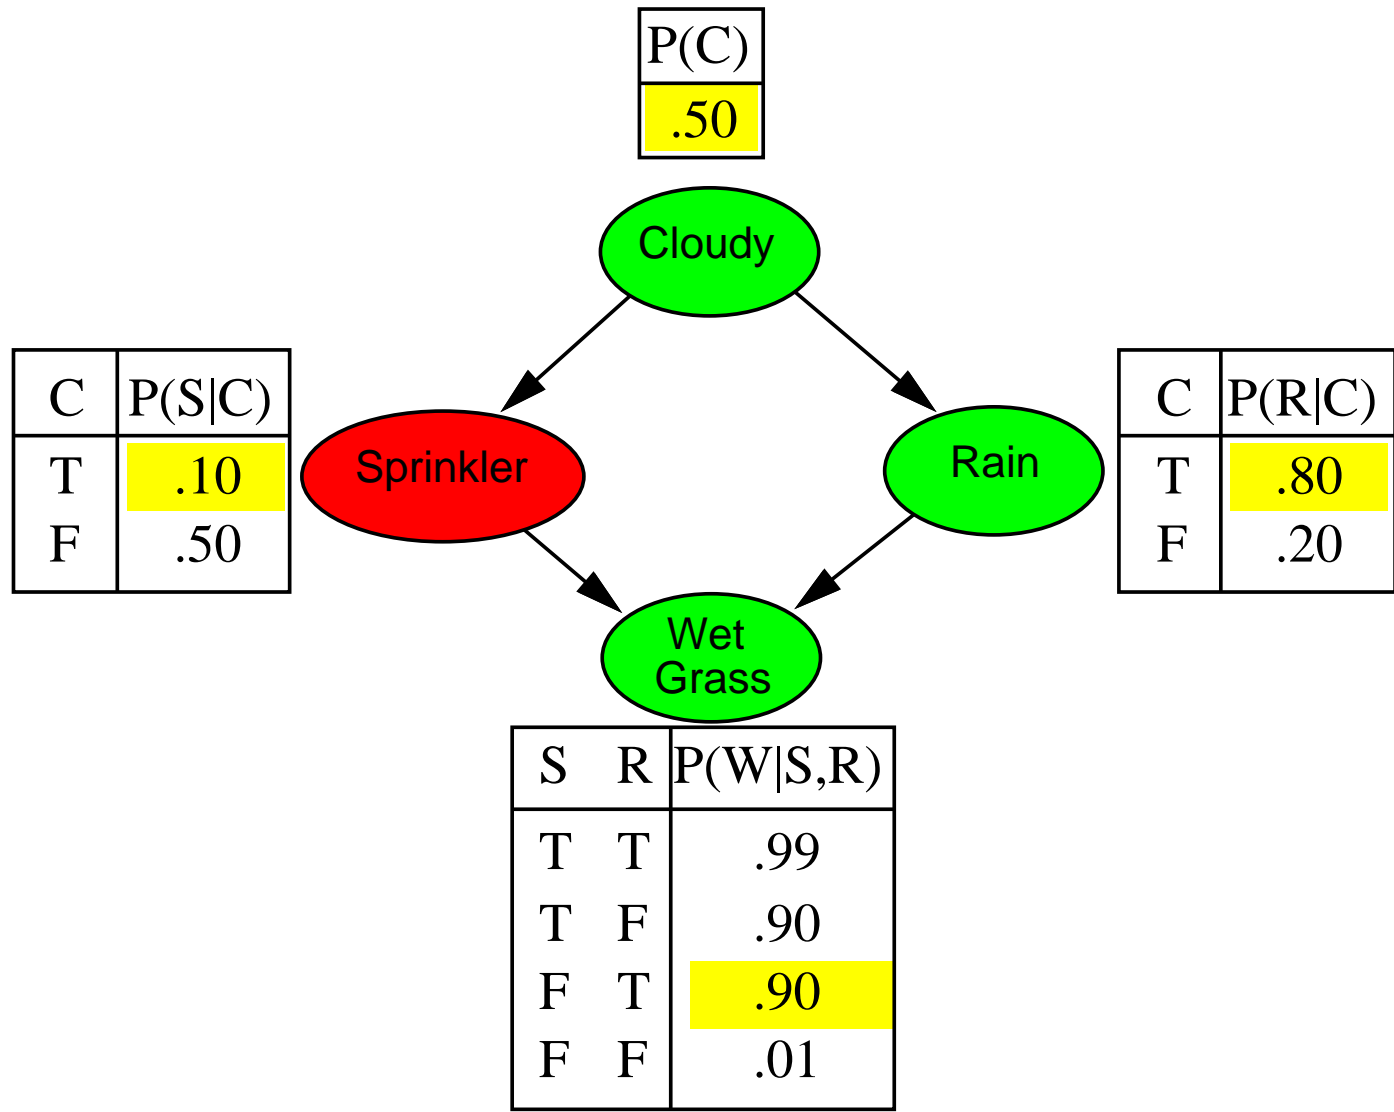 P(C)
.50
Cloudy
C P(S|C)
T .10
F .50
Sprinkler
Rain
C P(R|C)
T .80
F .20
Wet
Grass
S R P(W|S,R)
T T .99
T F .90
F T .90
F F .01